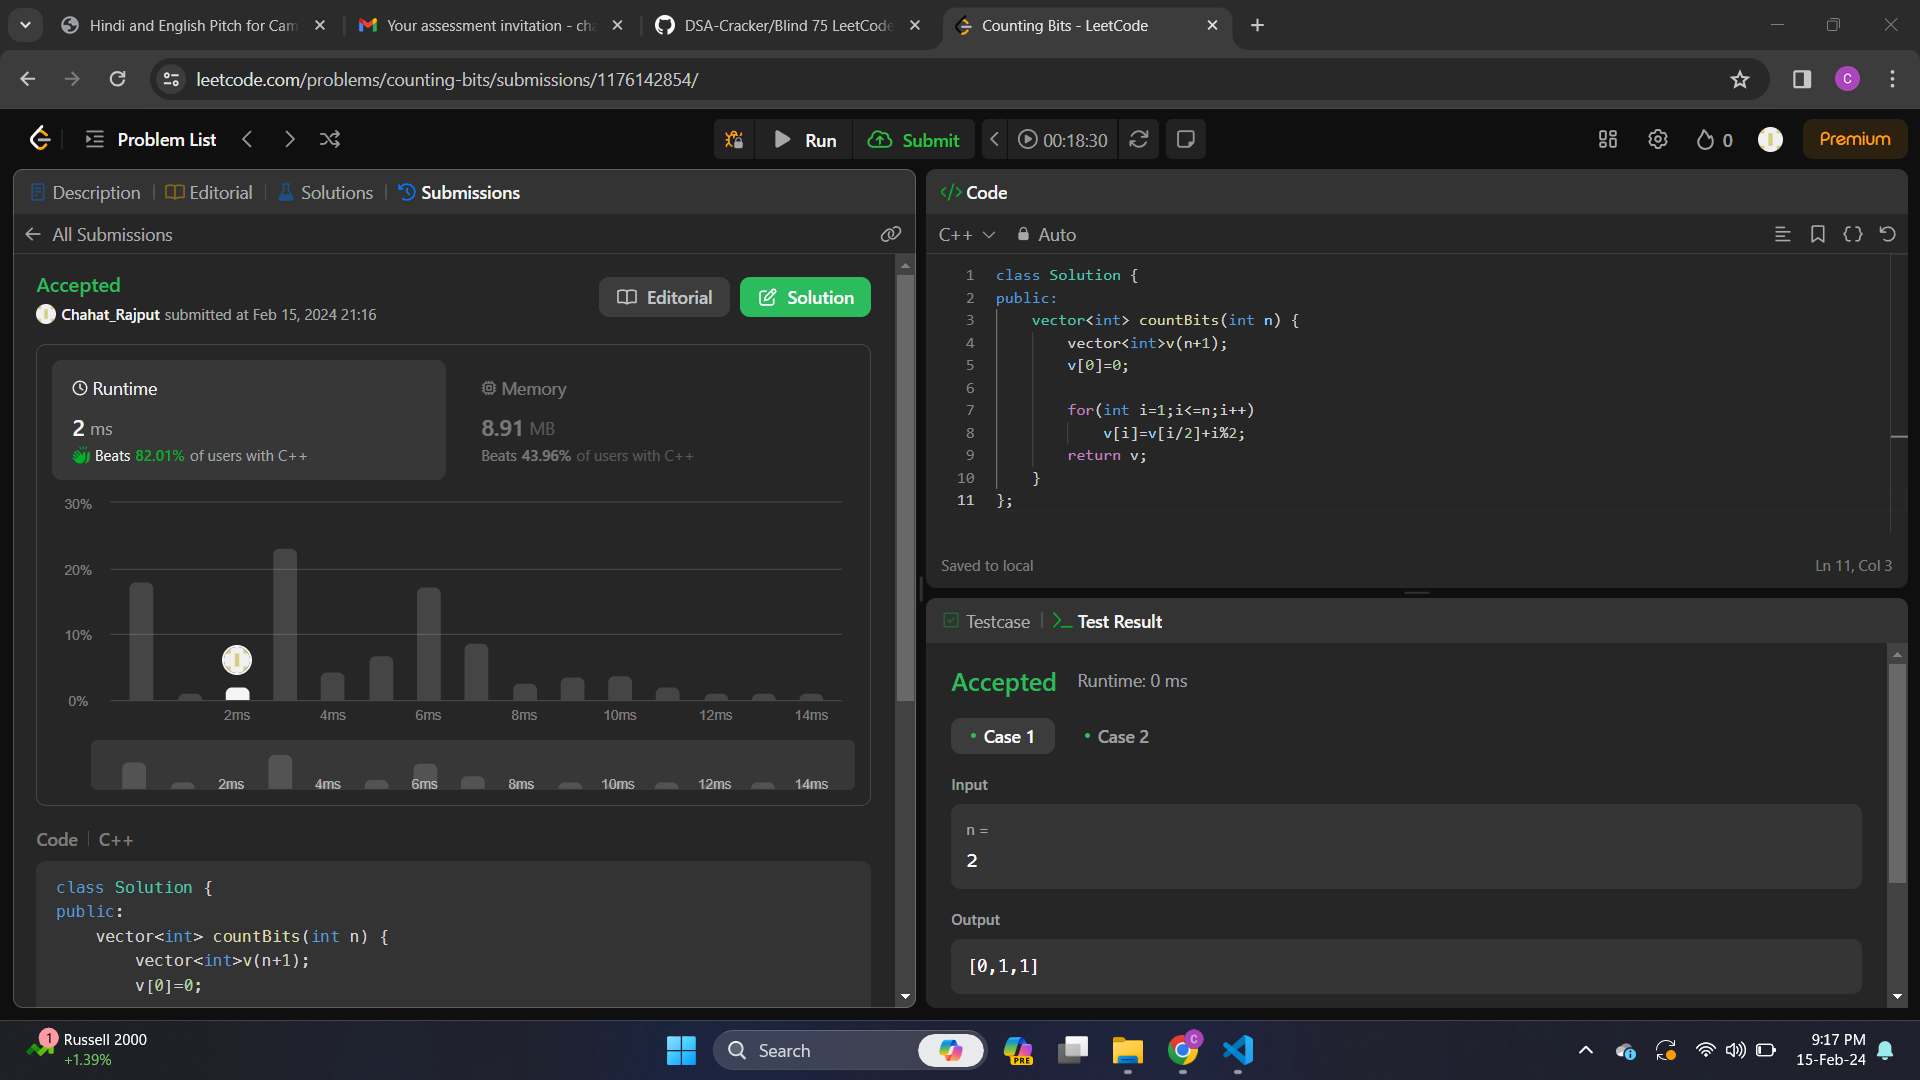 Hindi and English Pitch for Cam
Your assessment invitation - cha
DSA-Cracker/Blind 75 LeetCode
Counting Bits - LeetCode
leetcode.com/problems/counting-bits/submissions/1176142854/
C
Problem List
Run
Submit
00:18:30
0
Premium
Description
Editorial
Solutions
Submissions
All Submissions
Accepted
Chahat_Rajput submitted at Feb 15, 2024 21:16
Editorial
Solution
Runtime
2 ms
Beats 82.01% of users with C++
Memory
8.91 MB
Beats 43.96% of users with C++
30%
20%
10%
0%
2ms 4ms 6ms 8ms 10ms 12ms 14ms
2ms 4ms 6ms 8ms 10ms 12ms 14ms
Code C++
class Solution {
public:
vector<int> countBits(int n) {
vector<int>v(n+1);
v[0]=0;
</> Code
C++ Auto
1 class Solution {
2 public:
3 vector<int> countBits(int n) {
4 vector<int>v(n+1);
5 v[0]=0;
6
7 for(int i=1;i<=n;i++)
8 v[i]=v[i/2]+i%2;
9 return v;
10 }
11 };
Saved to local
Ln 11, Col 3
Testcase
Test Result
Accepted Runtime: 0 ms
Case 1
Case 2
Input
n =
2
Output
[0,1,1]
1
Russell 2000
+1.39%
Search
PRE
C
9:17 PM
15-Feb-24